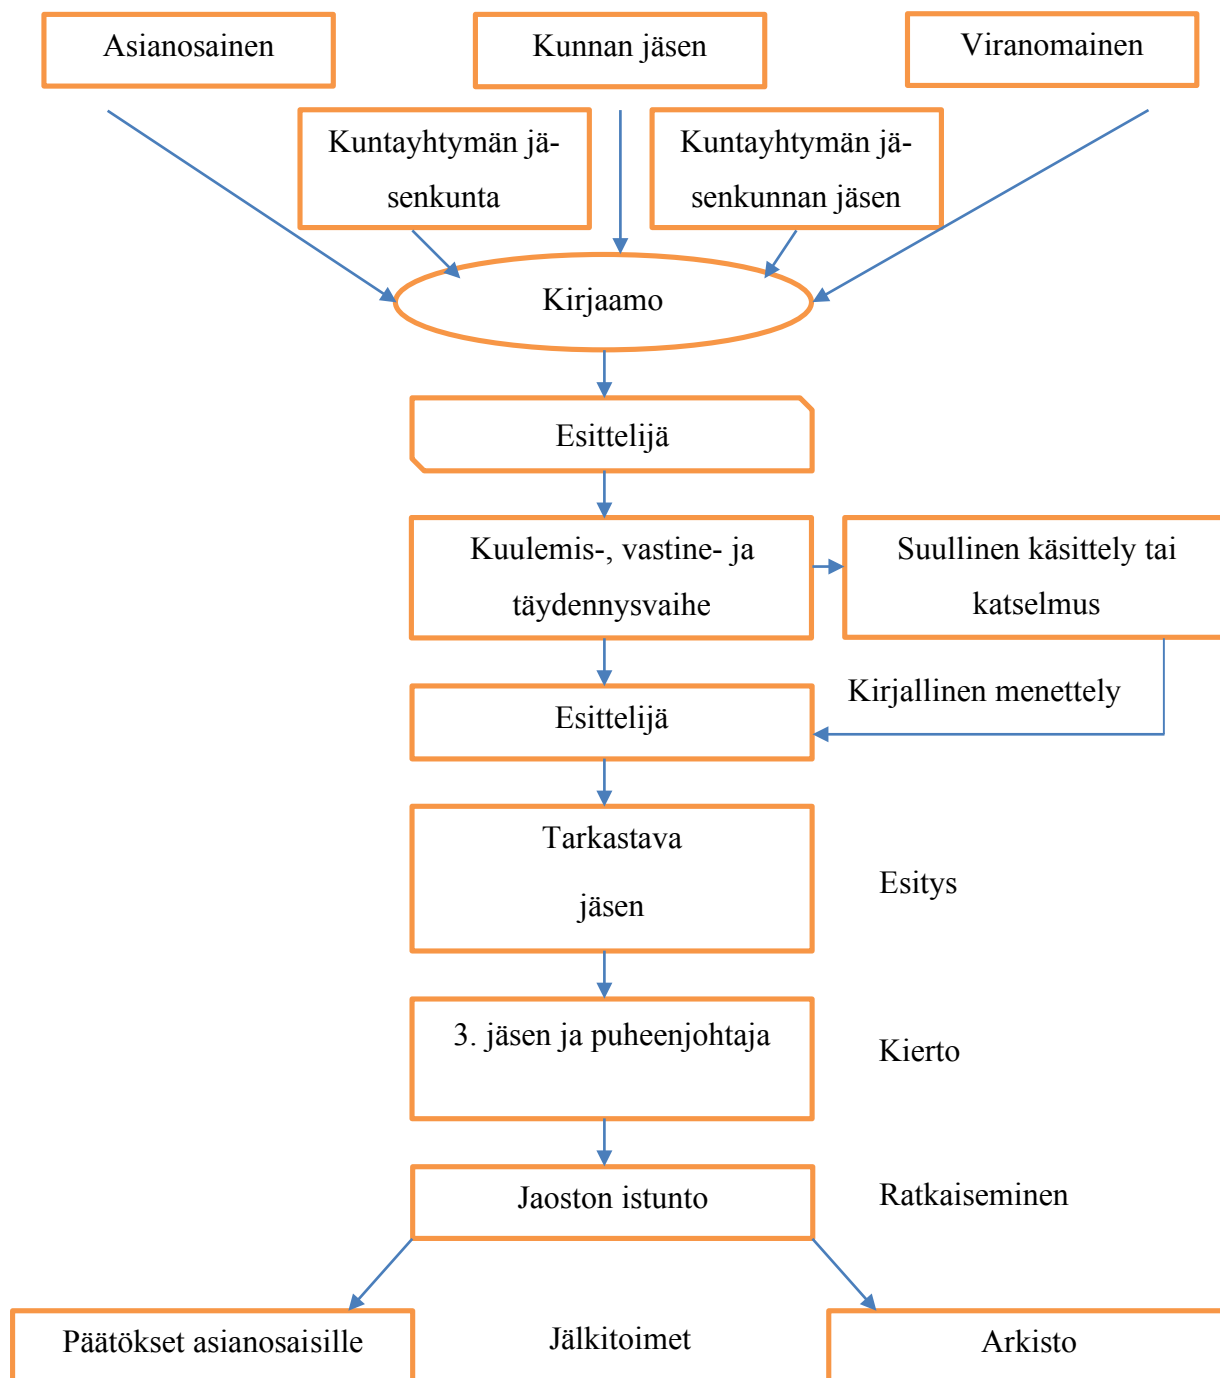 Asianosainen
Kunnan jäsen
Viranomainen
Kuntayhtymän jä-
senkunta
Kuntayhtymän jä-
senkunnan jäsen
Kirjaamo
Esittelijä
Kuulemis-, vastine- ja
täydennysvaihe
Suullinen käsittely tai
katselmus
Kirjallinen menettely
Esittelijä
Tarkastava
jäsen
Esitys
3. jäsen ja puheenjohtaja
Kierto
Jaoston istunto
Ratkaiseminen
Päätökset asianosaisille
Jälkitoimet
Arkisto